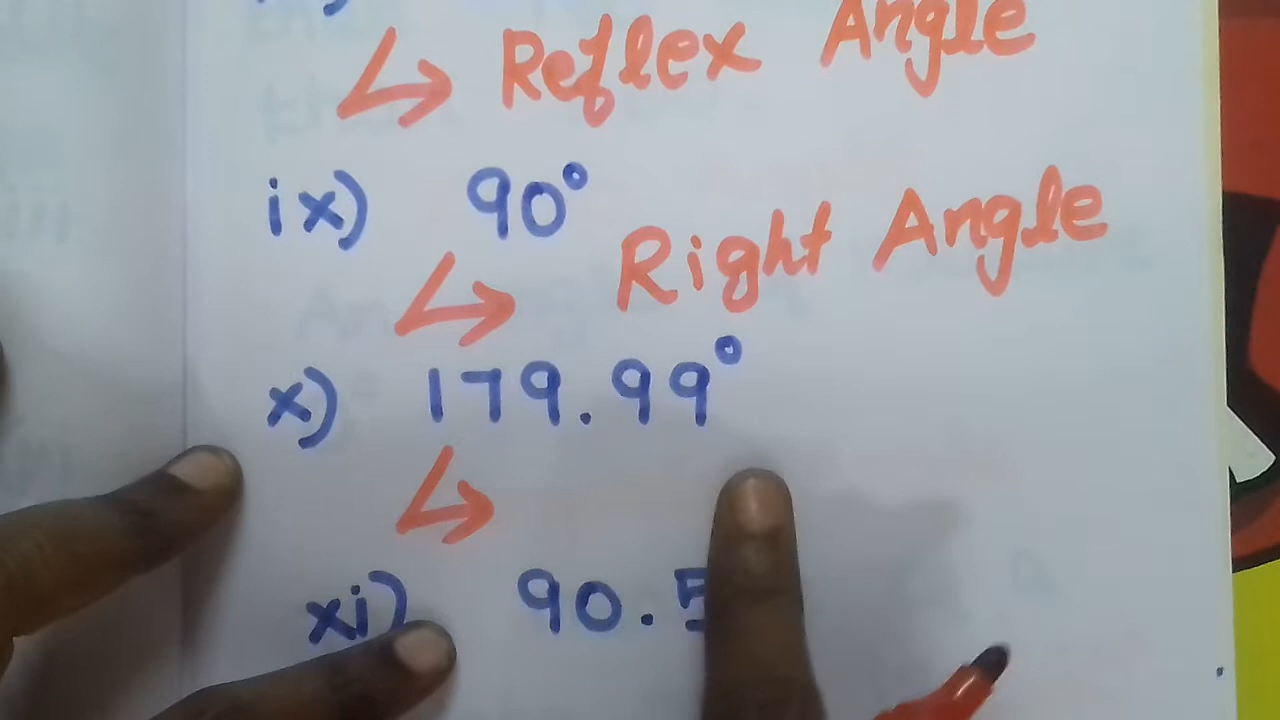 Reflex Angle
ix) 90°
Right Angle
x) 179.99°
xi) 90.5